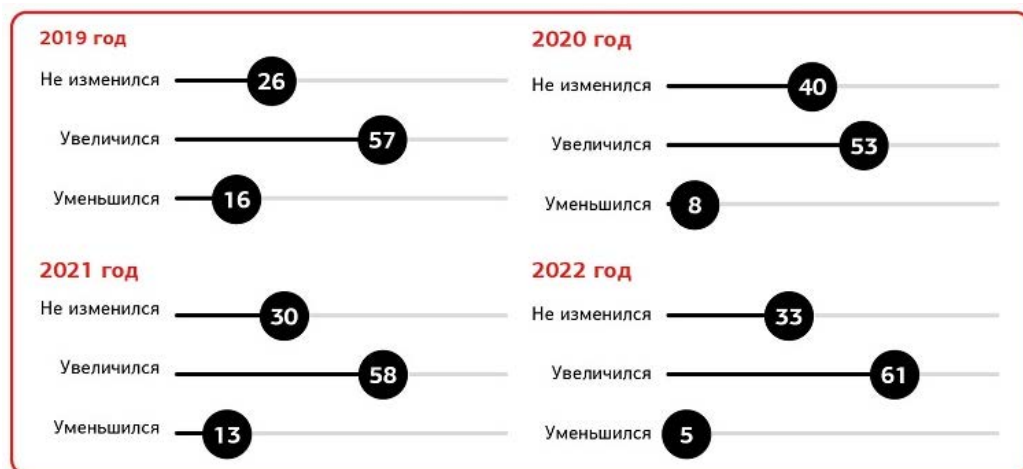 2019 год
Не изменился 26
Увеличился 57
Уменьшился 16
2020 год
Не изменился 40
Увеличился 53
Уменьшился 8
2021 год
Не изменился 30
Увеличился 58
Уменьшился 13
2022 год
Не изменился 33
Увеличился 61
Уменьшился 5